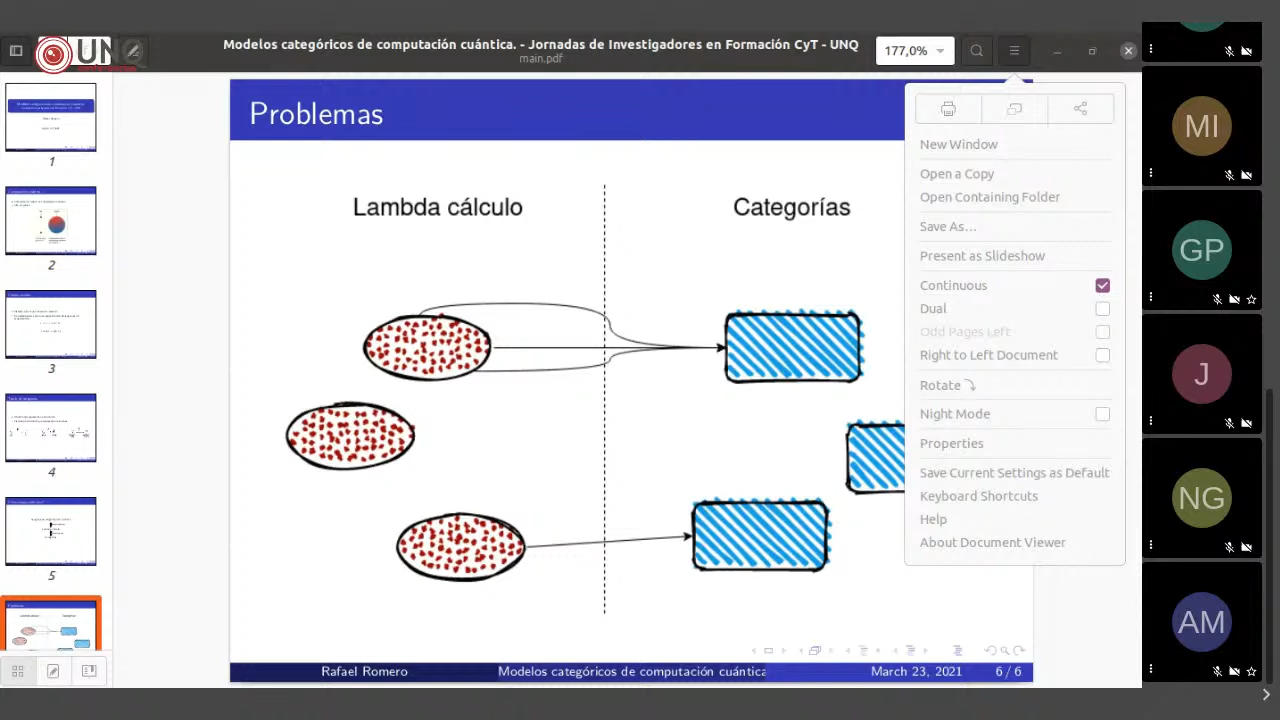 UNQ
Modelos categóricos de computación cuántica. - Jornadas de Investigadores en Formación CyT - UNQ
main.pdf
177,0%
Problemas
Lambda cálculo
Categorías
New Window
Open a Copy
Open Containing Folder
Save As...
Present as Slideshow
Continuous
Dual
Odd Pages Left
Right to Left Document
Rotate
Night Mode
Properties
Save Current Settings as Default
Keyboard Shortcuts
Help
About Document Viewer
1
2
3
4
5
Rafael Romero
Modelos categóricos de computación cuántica
March 23, 2021
6 / 6
MI
GP
J
NG
AM